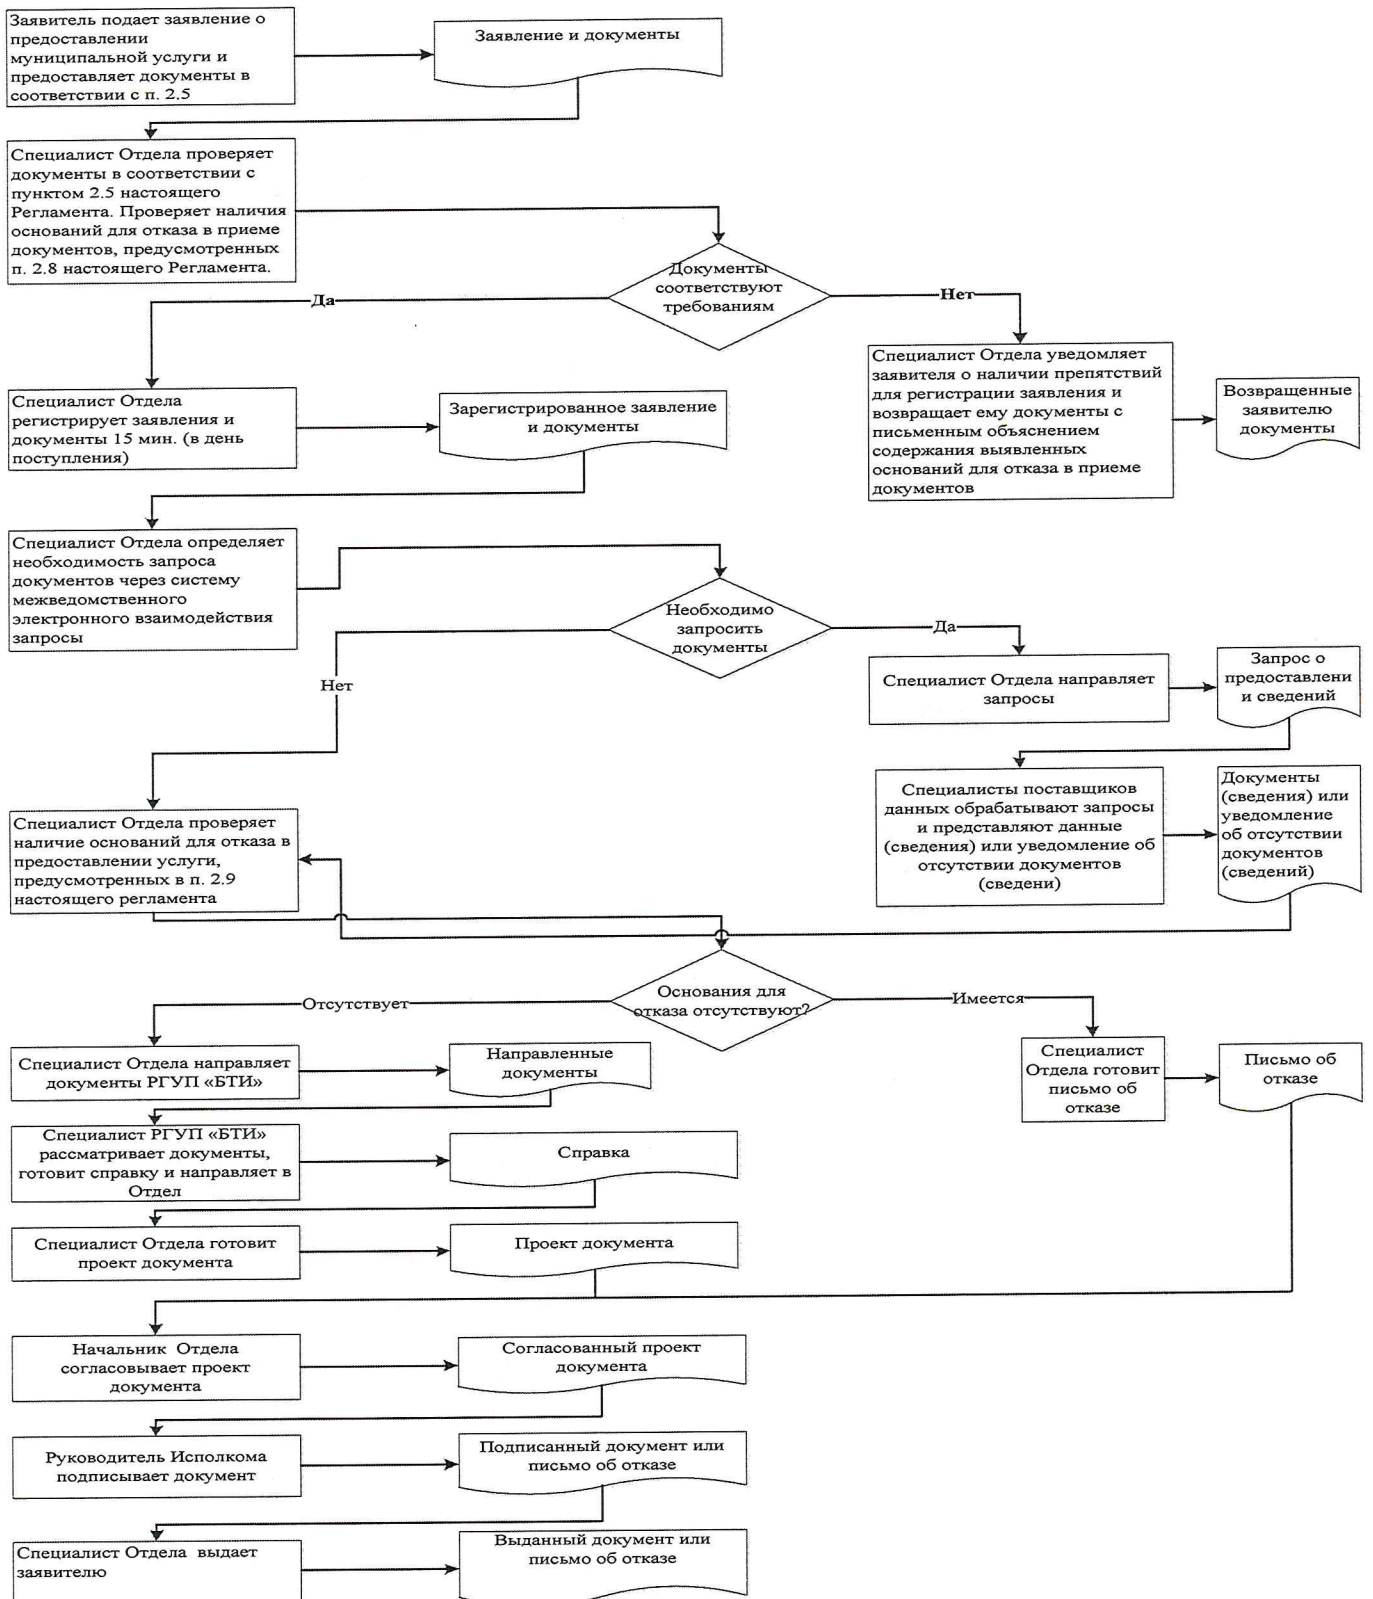 Заявитель подает заявление о
предоставлении
муниципальной услуги и
предоставляет документы в
соответствии с п. 2.5
Заявление и документы
Специалист Отдела проверяет
документы в соответствии с
пунктом 2.5 настоящего
Регламента. Проверяет наличия
оснований для отказа в приеме
документов, предусмотренных
п. 2.8 настоящего Регламента.
Документы
соответствуют
требованиям
Да
Нет
Специалист Отдела
регистрирует заявления и
документы 15 мин. (в день
поступления)
Зарегистрированное заявление
и документы
Специалист Отдела уведомляет
заявителя о наличии препятствий
для регистрации заявления и
возвращает ему документы с
письменным объяснением
содержания выявленных
оснований для отказа в приеме
документов
Возвращенные
заявителю
документы
Специалист Отдела определяет
необходимость запроса
документов через систему
межведомственного
электронного взаимодействия
запросы
Необходимо
запросить
документы
Да
Нет
Специалист Отдела направляет
запросы
Запрос о
предоставлени
и сведений
Специалисты поставщиков
данных обрабатывают запросы
и представляют данные
(сведения) или уведомление об
отсутствии документов
(сведени)
Документы
(сведения) или
уведомление
об отсутствии
документов
(сведений)
Специалист Отдела проверяет
наличие оснований для отказа в
предоставлении услуги,
предусмотренных в п. 2.9
настоящего регламента
Основания для
отказа отсутствуют?
Отсутствует
Имеется
Специалист Отдела направляет
документы РГУП «БТИ»
Направленные
документы
Специалист
Отдела готовит
письмо об
отказе
Письмо об
отказе
Специалист РГУП «БТИ»
рассматривает документы,
готовит справку и направляет в
Отдел
Справка
Специалист Отдела готовит
проект документа
Проект документа
Начальник Отдела
согласовывает проект
документа
Согласованный проект
документа
Руководитель Исполкома
подписывает документ
Подписанный документ или
письмо об отказе
Специалист Отдела выдает
заявителю
Выданный документ или
письмо об отказе